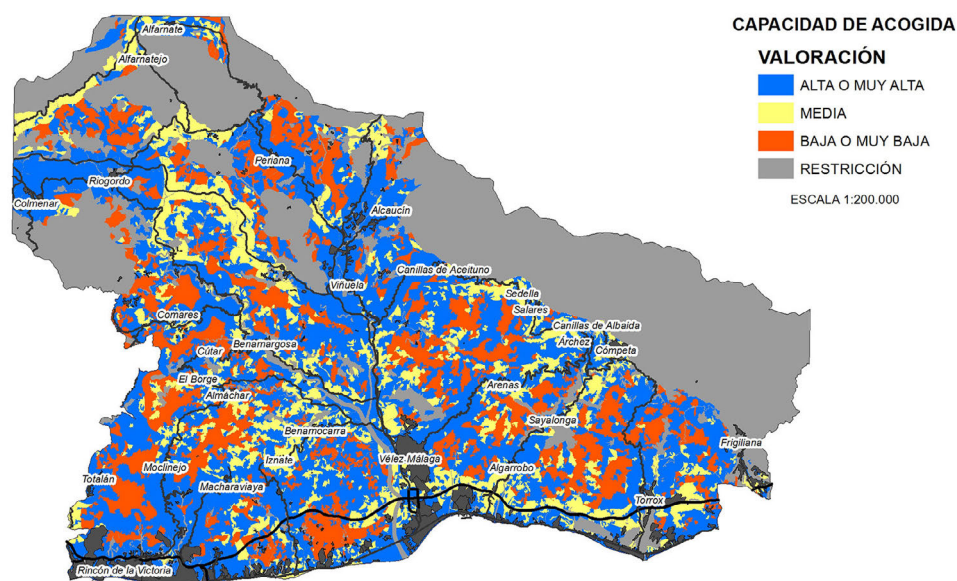 CAPACIDAD DE ACOGIDA
VALORACIÓN
ALTA O MUY ALTA
MEDIA
BAJA O MUY BAJA
RESTRICCIÓN
ESCALA 1:200.000
Alfarnate
Alfarnatejo
Periana
Riogordo
Colmenar
Alcaucín
Canillas de Aceituno
Viñuela
Sedella
Salares
Comares
Canillas de Albaida
Benamargosa
Árchez
Cútar
Cómpeta
El Borge
Arenas
Almáchar
Sayalonga
Benamocarra
Frigiliana
Iznate
Vélez-Málaga
Moclinejo
Algarrobo
Totalán
Macharaviaya
Torrox
Rincón de la Victoria